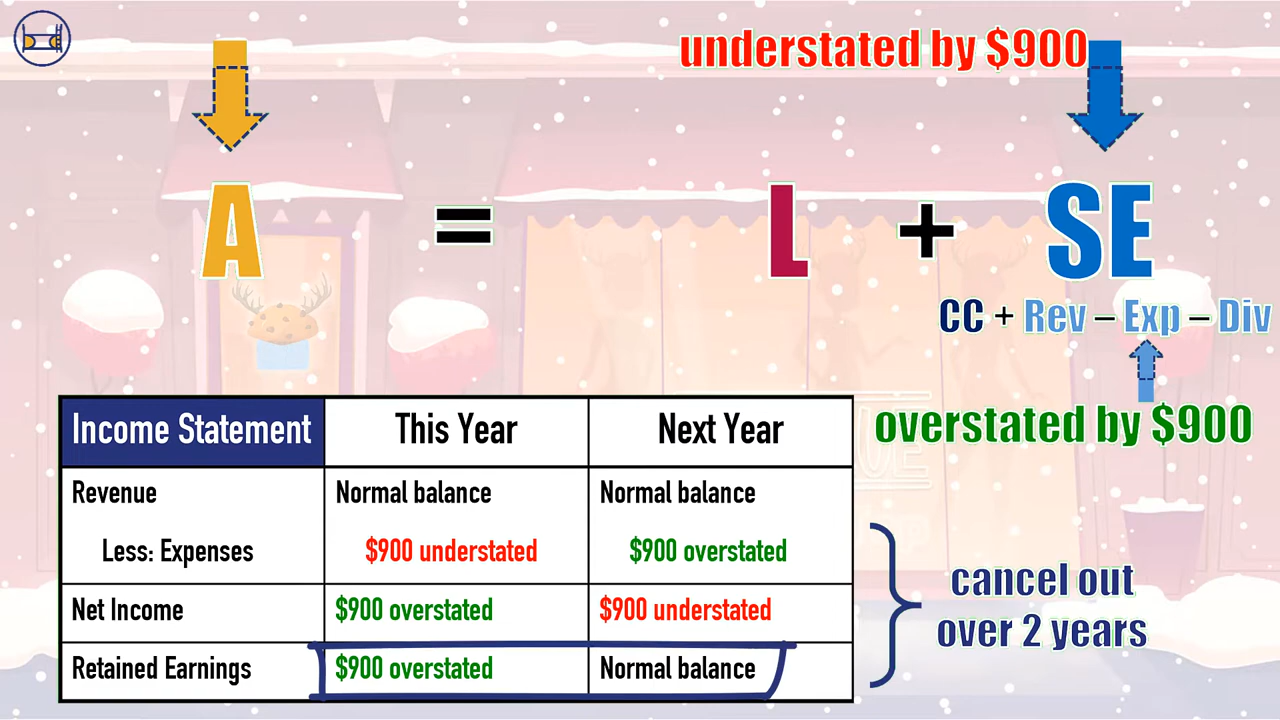 understated by $900
A = L + SE
CC + Rev – Exp – Div
overstated by $900
Income Statement This Year Next Year
Revenue Normal balance Normal balance
Less: Expenses $900 understated $900 overstated
Net Income $900 overstated $900 understated
Retained Earnings $900 overstated Normal balance
cancel out
over 2 years